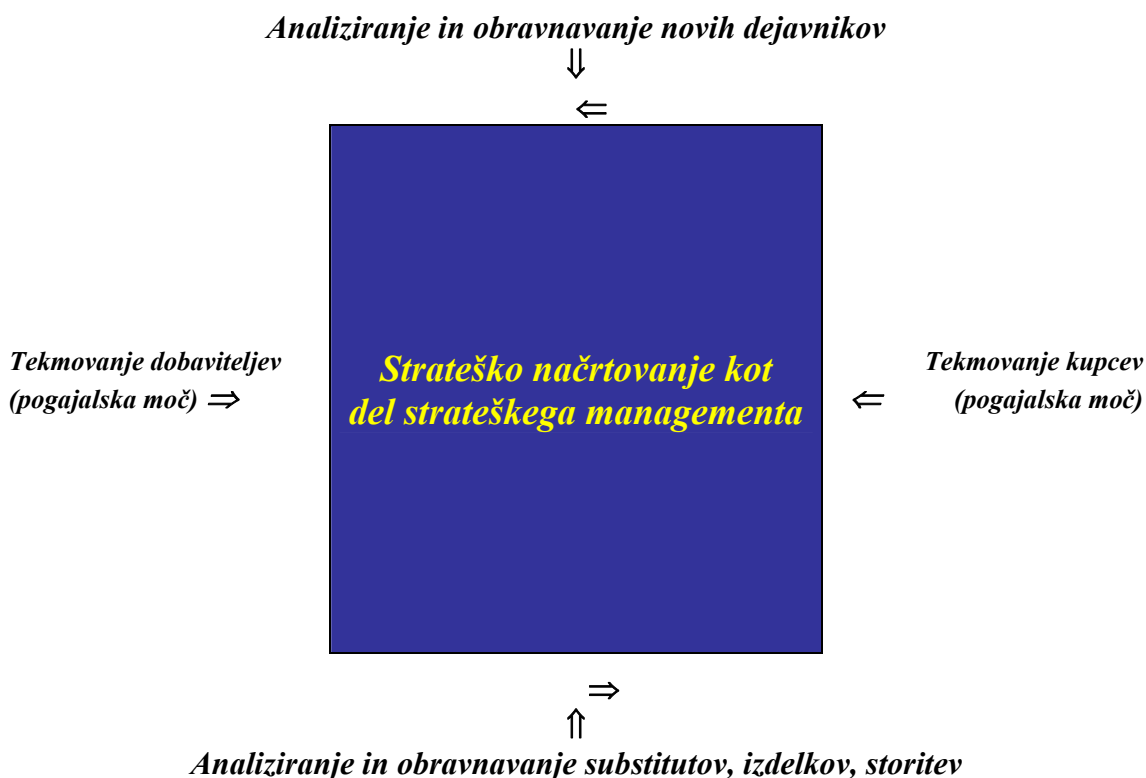 Analiziranje in obravnavanje novih dejavnikov
⇓
⇐
Tekmovanje dobaviteljev
(pogajalska moč) ⇒
Strateško načrtovanje kot
del strateškega managementa
Tekmovanje kupcev
⇐ (pogajalska moč)
⇒
⇑
Analiziranje in obravnavanje substitutov, izdelkov, storitev